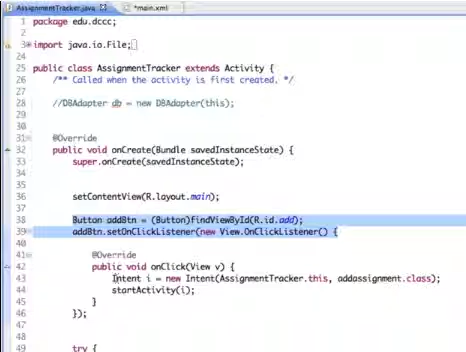 AssignmentTracker.java *main.xml
1 package edu.dccc;
2
3 import java.io.File;
24
25 public class AssignmentTracker extends Activity {
26 /** Called when the activity is first created. */
27
28 //DBAdapter db = new DBAdapter(this);
29
30
31 @Override
32 public void onCreate(Bundle savedInstanceState) {
33 super.onCreate(savedInstanceState);
34
35
36 setContentView(R.layout.main);
37
38 Button addBtn = (Button)findViewById(R.id.add);
39 addBtn.setOnClickListener(new View.OnClickListener() {
40
41 @Override
42 public void onClick(View v) {
43 Intent i = new Intent(AssignmentTracker.this, addassignment.class);
44 startActivity(i);
45 }
46 });
47
48
49 try {